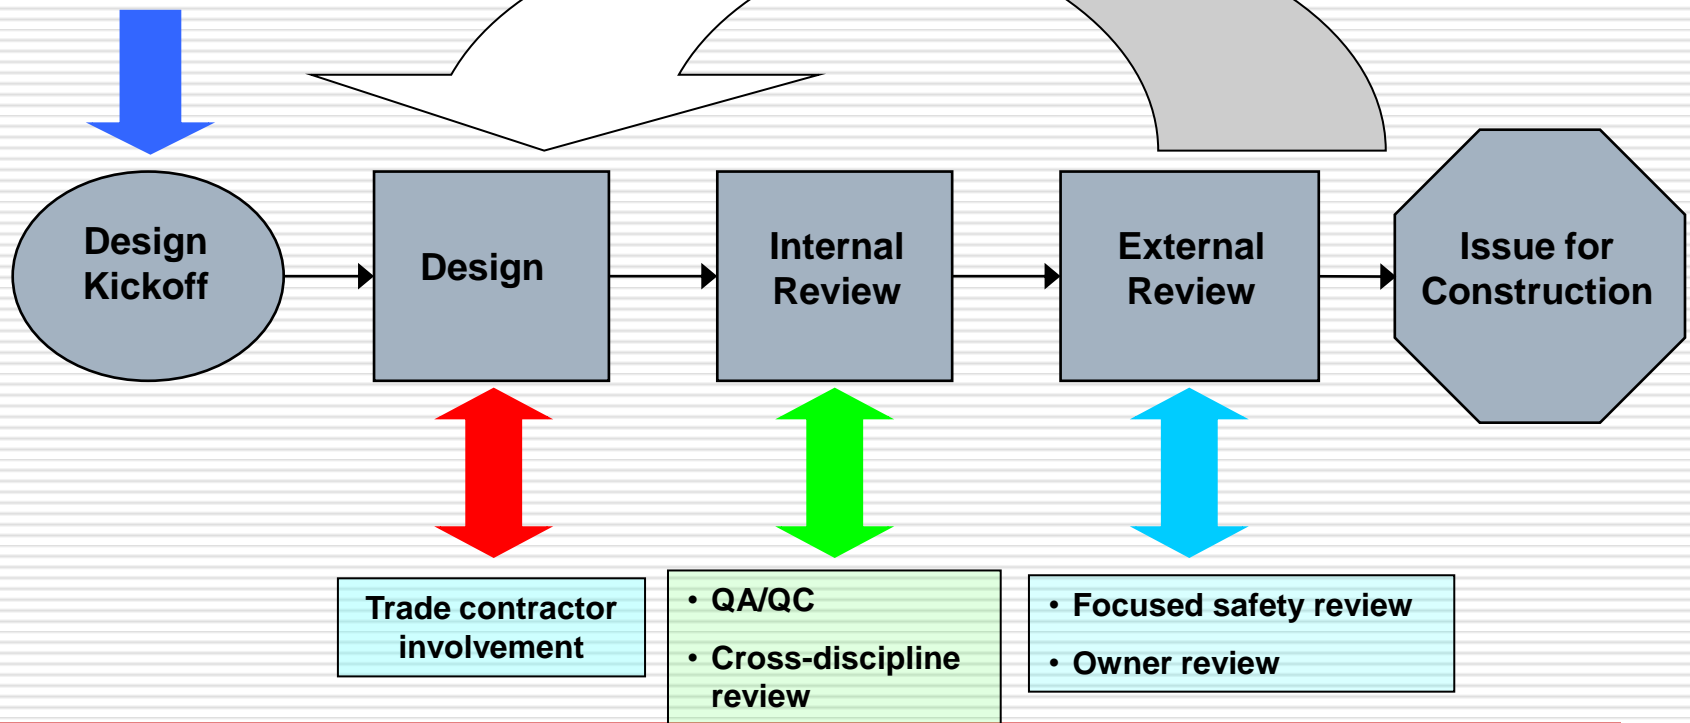 Design
Kickoff
Design
Internal
Review
External
Review
Issue for
Construction
Trade contractor
involvement
• QA/QC
• Cross-discipline
review
• Focused safety review
• Owner review